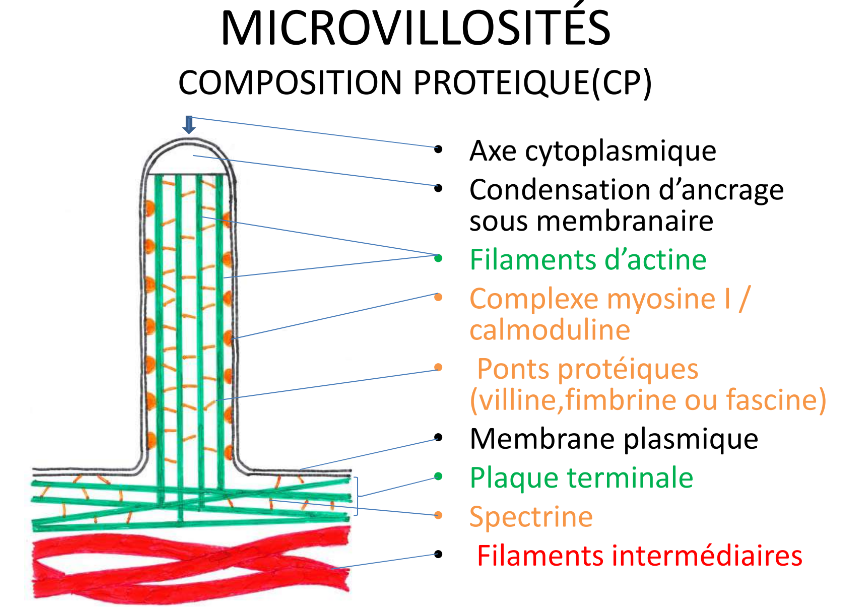 MICROVILLOSITÉS
COMPOSITION PROTEIQUE(CP)
• Axe cytoplasmique
• Condensation d’ancrage
sous membranaire
• Filaments d’actine
• Complexe myosine I /
calmoduline
• Ponts protéiques
(villine,fimbrine ou fascine)
• Membrane plasmique
• Plaque terminale
• Spectrine
• Filaments intermédiaires